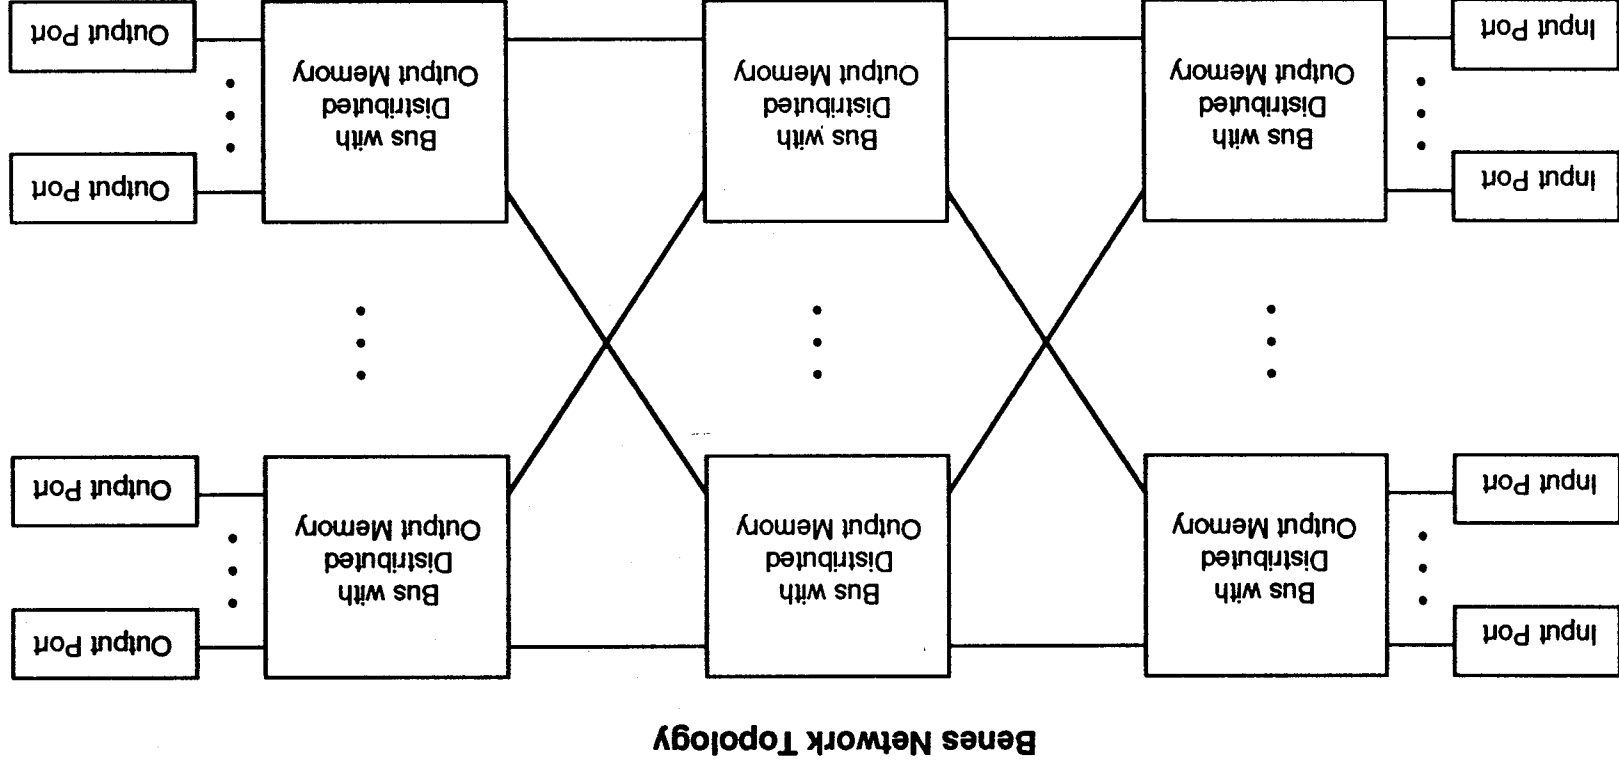 Benes Network Topology
Input Port
Bus with
Distributed
Output Memory
Bus with
Distributed
Output Memory
Bus with
Distributed
Output Memory
Output Port
Input Port
Output Port
Input Port
Bus with
Distributed
Output Memory
Bus with
Distributed
Output Memory
Bus with
Distributed
Output Memory
Output Port
Input Port
Output Port